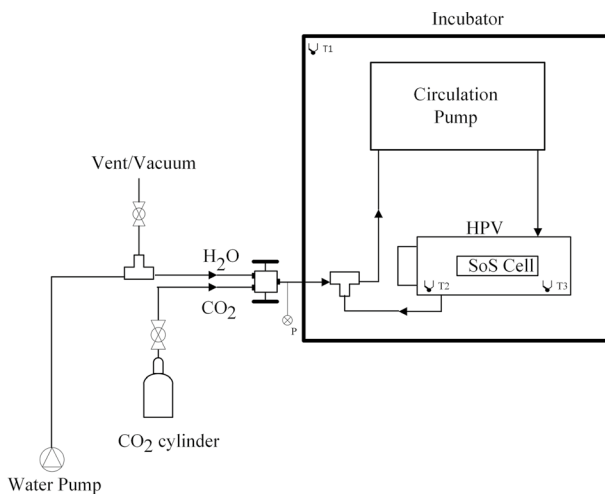 Incubator
T1
Circulation
Pump
Vent/Vacuum
HPV
H2O
SoS Cell
T2
T3
CO2
P
CO2 cylinder
Water Pump